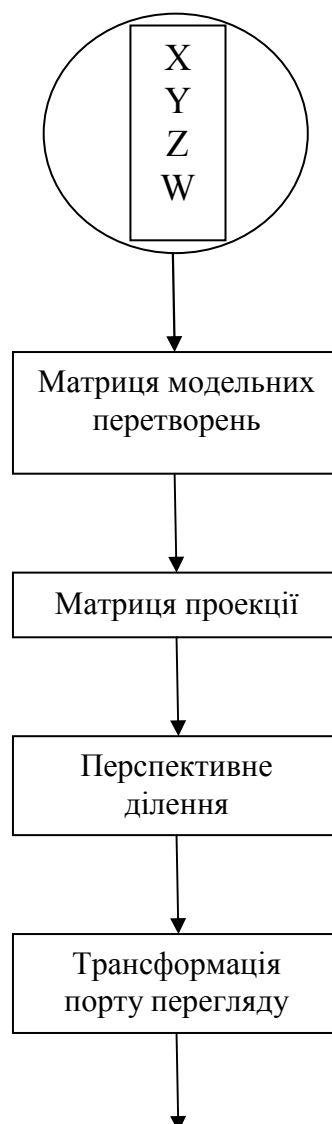 X
Y
Z
W
Матриця модельних
перетворень
Матриця проекції
Перспективне
ділення
Трансформація
порту перегляду